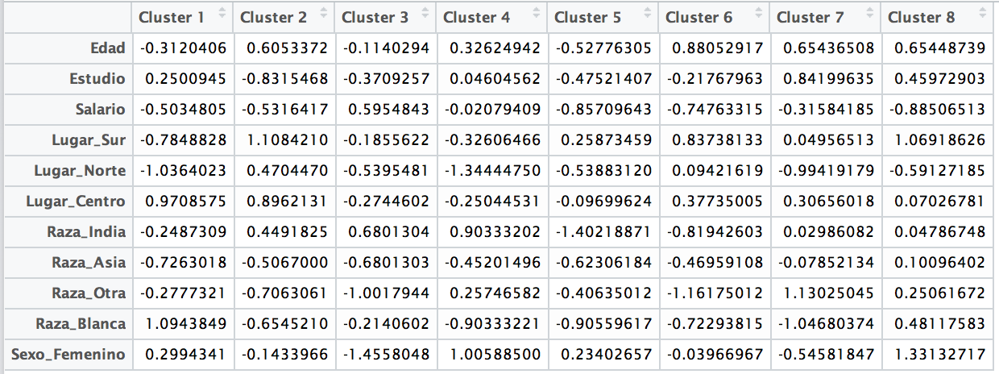 Cluster 1 Cluster 2 Cluster 3 Cluster 4 Cluster 5 Cluster 6 Cluster 7 Cluster 8
Edad -0.3120406 0.6053372 -0.1140294 0.32624942 -0.52776305 0.88052917 0.65436508 0.65448739
Estudio 0.2500945 -0.8315468 -0.3709257 0.04604562 -0.47521407 -0.21767963 0.84199635 0.45972903
Salario -0.5034805 -0.5316417 0.5954843 -0.02079409 -0.85709643 -0.74763315 -0.31584185 -0.88506513
Lugar_Sur -0.7848828 1.1084210 -0.1855622 -0.32606466 0.25873459 0.83738133 0.04956513 1.06918626
Lugar_Norte -1.0364023 0.4704470 -0.5395481 -1.34444750 -0.53883120 0.09421619 -0.99419179 -0.59127185
Lugar_Centro 0.9708575 0.8962131 -0.2744602 -0.25044531 -0.09699624 0.37735005 0.30656018 0.07026781
Raza_India -0.2487309 0.4491825 0.6801304 0.90333202 -1.40218871 -0.81942603 0.02986082 0.04786748
Raza_Asia -0.7263018 -0.5067000 -0.6801303 -0.45201496 -0.62306184 -0.46959108 -0.07852134 0.10096402
Raza_Otra -0.2777321 -0.7063061 -1.0017944 0.25746582 -0.40635012 -1.16175012 1.13025045 0.25061672
Raza_Blanca 1.0943849 -0.6545210 -0.2140602 -0.90333221 -0.90559617 -0.72293815 -1.04680374 0.48117583
Sexo_Femenino 0.2994341 -0.1433966 -1.4558048 1.00588500 0.23402657 -0.03966967 -0.54581847 1.33132717